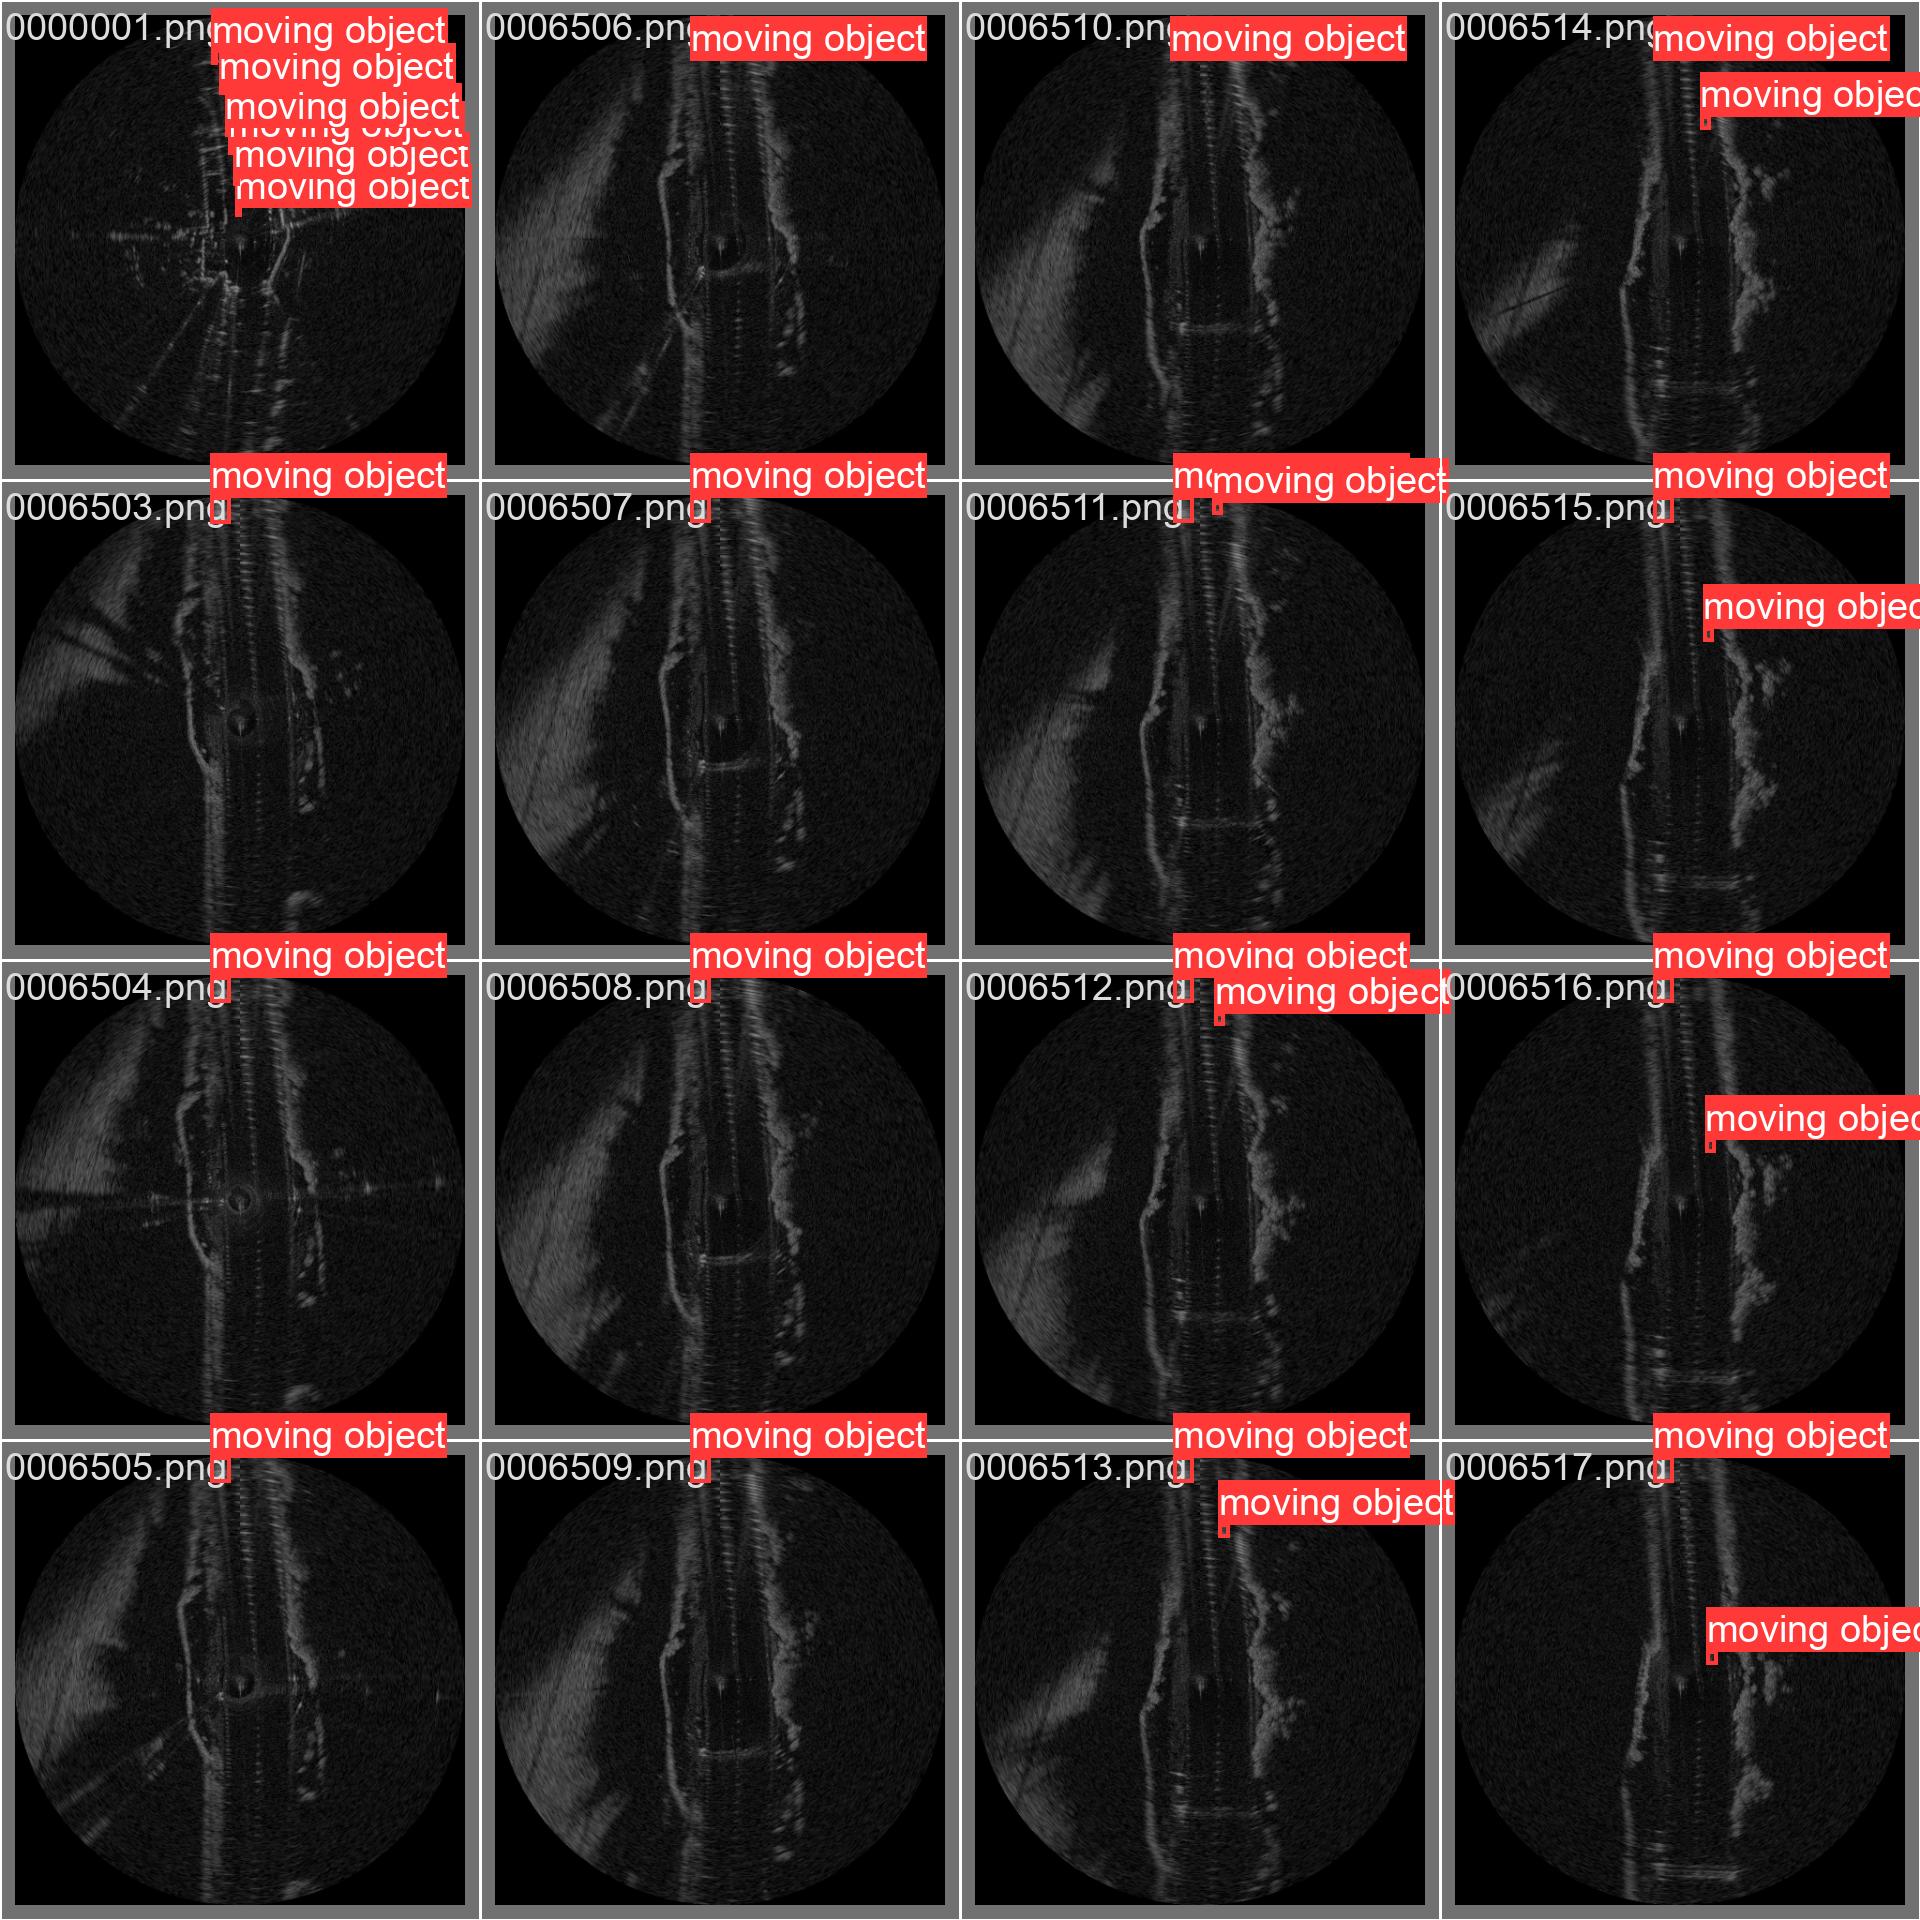 0000001.png
moving object
moving object
moving object
moving object
moving object
moving object
0006506.png
moving object
0006510.png
moving object
0006514.png
moving object
moving object
0006503.png
moving object
0006507.png
moving object
0006511.png
mo
moving object
0006515.png
moving object
moving objec
0006504.png
moving object
0006508.png
moving object
0006512.png
moving object
moving object
0006516.png
moving object
moving objec
0006505.png
moving object
0006509.png
moving object
0006513.png
moving object
moving object
0006517.png
moving object
moving objec